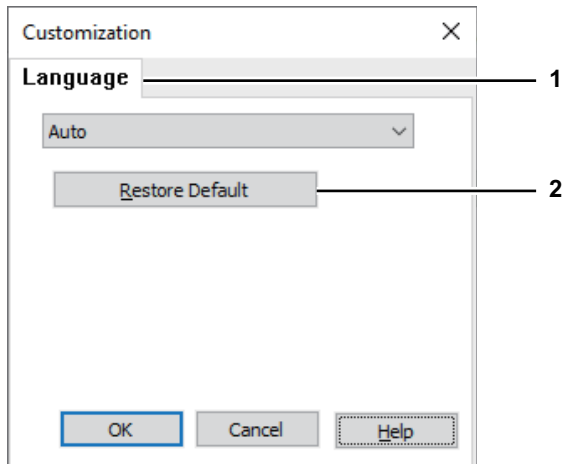 Customization
Language
1
Auto
Restore Default
2
OK Cancel Help